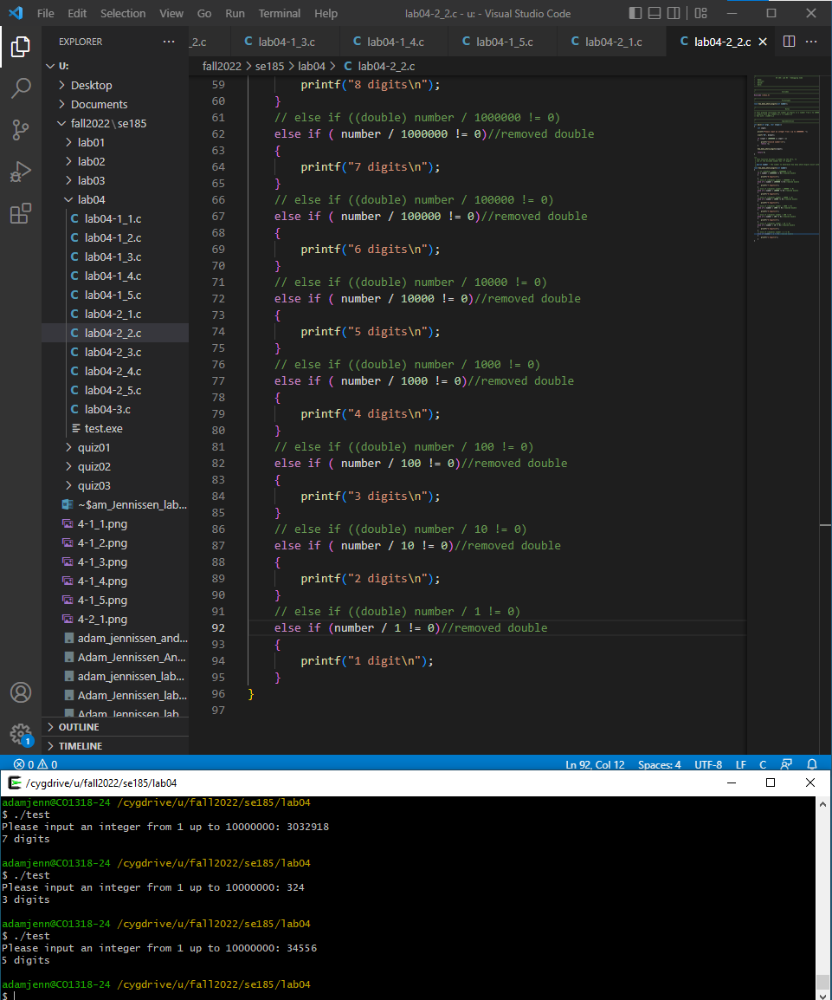 File Edit Selection View Go Run Terminal Help lab04-2_2.c - u: - Visual Studio Code
EXPLORER ···
_2.c lab04-1_3.c lab04-1_4.c lab04-1_5.c lab04-2_1.c lab04-2_2.c
fall2022 > se185 > lab04 > C lab04-2_2.c
U:
Desktop
Documents
fall2022\se185
lab01
lab02
lab03
lab04
C lab04-1_1.c
C lab04-1_2.c
C lab04-1_3.c
C lab04-1_4.c
C lab04-1_5.c
C lab04-2_1.c
C lab04-2_2.c
C lab04-2_3.c
C lab04-2_4.c
C lab04-2_5.c
C lab04-3.c
test.exe
quiz01
quiz02
quiz03
~$am_Jennissen_lab...
4-1_1.png
4-1_2.png
4-1_3.png
4-1_4.png
4-1_5.png
4-2_1.png
adam_jennissen_and...
Adam_Jennissen_An...
adam_jennissen_lab...
Adam_Jennissen_lab...
Adam_Jennissen_lab
OUTLINE
TIMELINE
59 printf("8 digits\n");
60 }
61 // else if ((double) number / 1000000 != 0)
62 else if ( number / 1000000 != 0)//removed double
63 {
64 printf("7 digits\n");
65 }
66 // else if ((double) number / 100000 != 0)
67 else if ( number / 100000 != 0)//removed double
68 {
69 printf("6 digits\n");
70 }
71 // else if ((double) number / 10000 != 0)
72 else if ( number / 10000 != 0)//removed double
73 {
74 printf("5 digits\n");
75 }
76 // else if ((double) number / 1000 != 0)
77 else if ( number / 1000 != 0)//removed double
78 {
79 printf("4 digits\n");
80 }
81 // else if ((double) number / 100 != 0)
82 else if ( number / 100 != 0)//removed double
83 {
84 printf("3 digits\n");
85 }
86 // else if ((double) number / 10 != 0)
87 else if ( number / 10 != 0)//removed double
88 {
89 printf("2 digits\n");
90 }
91 // else if ((double) number / 1 != 0)
92 else if (number / 1 != 0)//removed double
93 {
94 printf("1 digit\n");
95 }
96 }
97
1
0 0 Ln 92, Col 12 Spaces: 4 UTF-8 LF C
/cygdrive/u/fall2022/se185/lab04
adamjenn@CO1318-24 /cygdrive/u/fall2022/se185/lab04
$ ./test
Please input an integer from 1 up to 10000000: 3032918
7 digits
adamjenn@CO1318-24 /cygdrive/u/fall2022/se185/lab04
$ ./test
Please input an integer from 1 up to 10000000: 324
3 digits
adamjenn@CO1318-24 /cygdrive/u/fall2022/se185/lab04
$ ./test
Please input an integer from 1 up to 10000000: 34556
5 digits
adamjenn@CO1318-24 /cygdrive/u/fall2022/se185/lab04
$